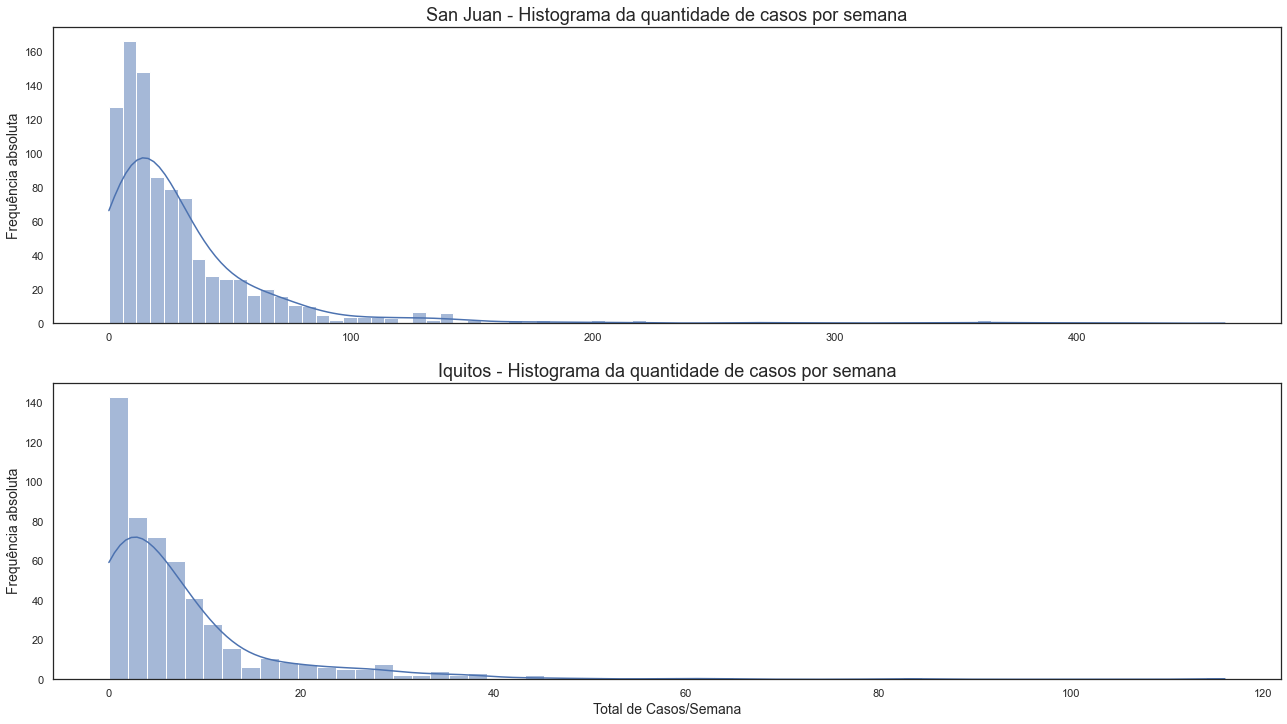 San Juan - Histograma da quantidade de casos por semana
Frequência absoluta
160
140
120
100
80
60
40
20
0
0 100 200 300 400
Iquitos - Histograma da quantidade de casos por semana
Frequência absoluta
140
120
100
80
60
40
20
0
0 20 40 60 80 100 120
Total de Casos/Semana